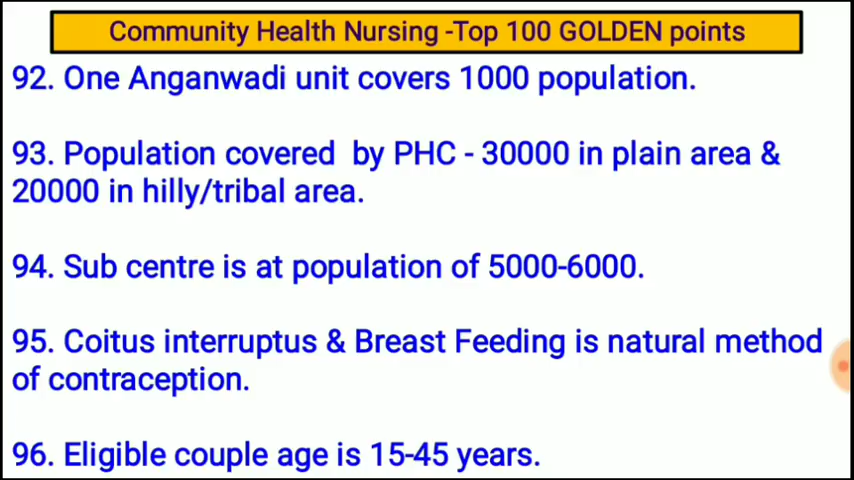 Community Health Nursing -Top 100 GOLDEN points
92. One Anganwadi unit covers 1000 population.
93. Population covered by PHC - 30000 in plain area &
20000 in hilly/tribal area.
94. Sub centre is at population of 5000-6000.
95. Coitus interruptus & Breast Feeding is natural method
of contraception.
96. Eligible couple age is 15-45 years.